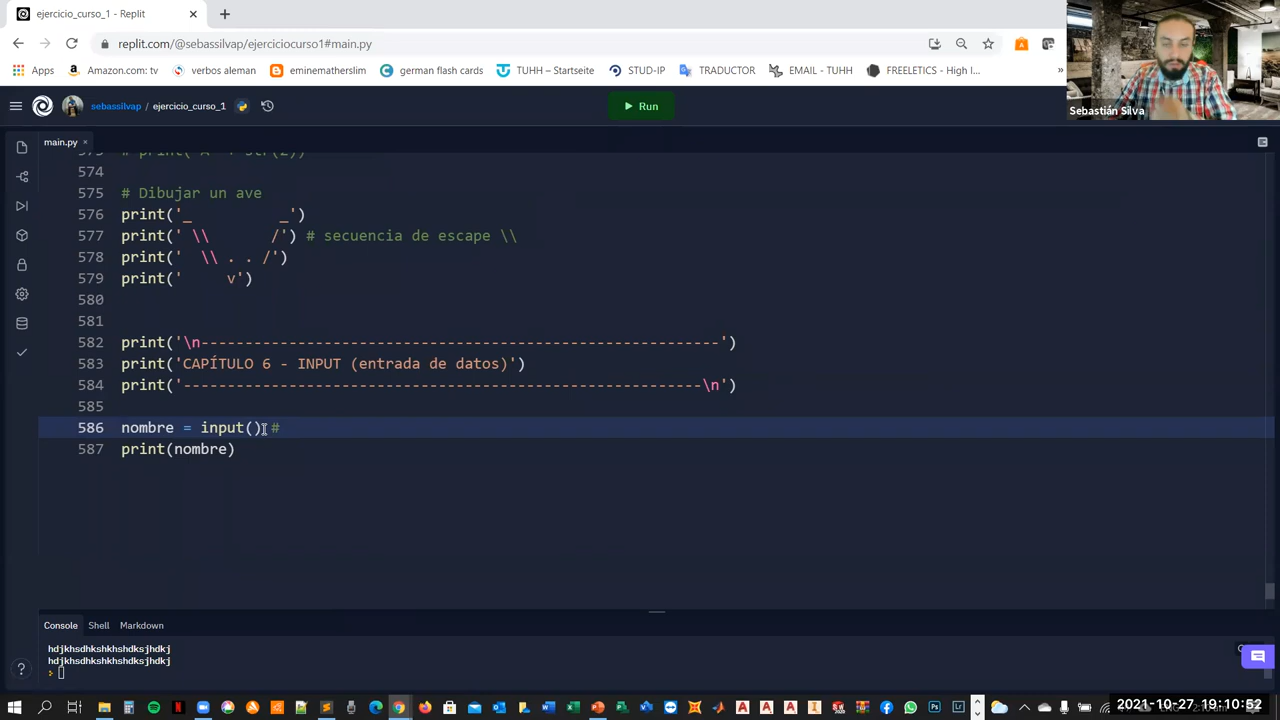 ejercicio_curso_1 - Replit
replit.com/@sebassilvap/ejerciciocurso1#main.py
Apps
Amazon.com: tv
verbos aleman
eminematherslim
german flash cards
TUHH – Startseite
STUD-IP
TRADUCTOR
EMAIL - TUHH
FREELETICS - High I...
»
Sebastián Silva
sebassilvap / ejercicio_curso_1
Run
main.py ×
574
575 # Dibujar un ave
576 print('_          _')
577 print(' \\       /') # secuencia de escape \\
578 print('  \\ . . /')
579 print('     v')
580
581
582 print('\n-----------------------------------------------------------')
583 print('CAPÍTULO 6 - INPUT (entrada de datos)')
584 print('-----------------------------------------------------------\n')
585
586 nombre = input() #
587 print(nombre)
Console
Shell
Markdown
hdjkhsdhkshkhshdksjhdkj
hdjkhsdhkshkhshdksjhdkj
2021-10-27 19:10:52